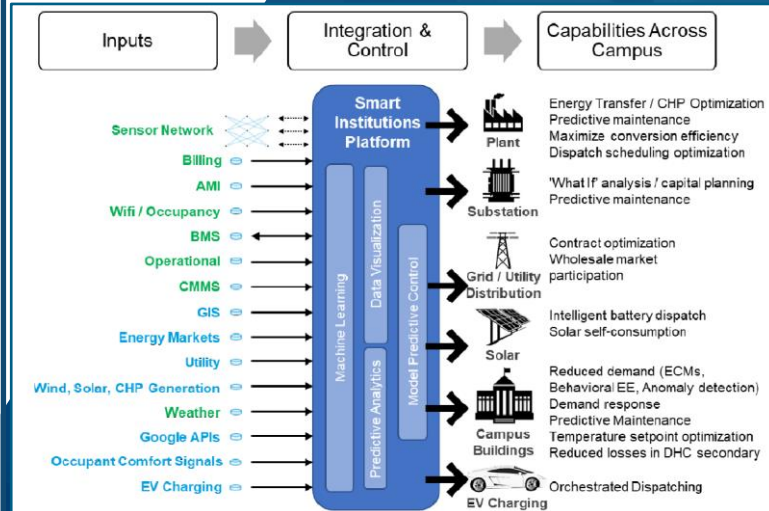 Inputs
Integration &
Control
Capabilities Across
Campus
Sensor Network
Billing
AMI
Wifi / Occupancy
BMS
Operational
CMMS
GIS
Energy Markets
Utility
Wind, Solar, CHP Generation
Weather
Google APIs
Occupant Comfort Signals
EV Charging
Smart
Institutions
Platform
Machine Learning
Data Visualization
Predictive Analytics
Model Predictive Control
Plant
Energy Transfer / CHP Optimization
Predictive maintenance
Maximize conversion efficiency
Dispatch scheduling optimization
Substation
'What If' analysis / capital planning
Predictive maintenance
Grid / Utility
Distribution
Contract optimization
Wholesale market
participation
Solar
Intelligent battery dispatch
Solar self-consumption
Campus
Buildings
Reduced demand (ECMs,
Behavioral EE, Anomaly detection)
Demand response
Predictive Maintenance
Temperature setpoint optimization
Reduced losses in DHC secondary
EV Charging
Orchestrated Dispatching